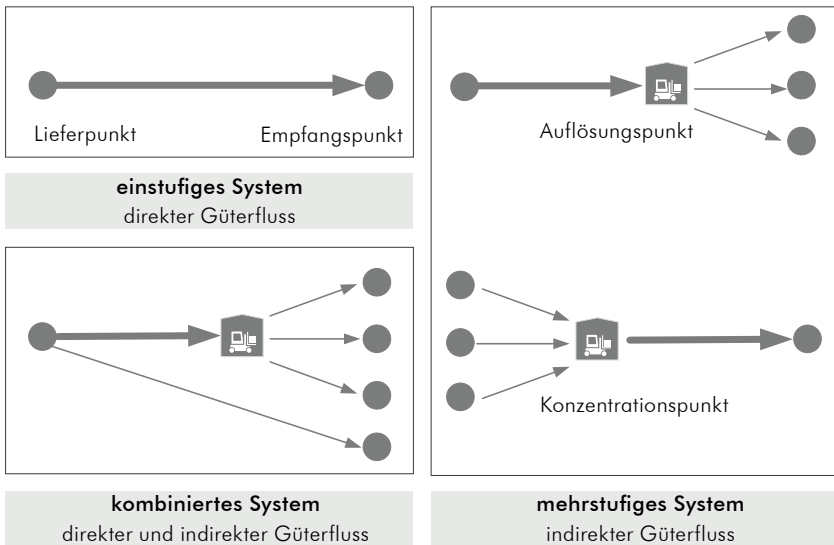 Lieferpunkt
Empfangspunkt
einstufiges System
direkter Güterfluss
kombiniertes System
direkter und indirekter Güterfluss
Auflösungspunkt
Konzentrationspunkt
mehrstufiges System
indirekter Güterfluss